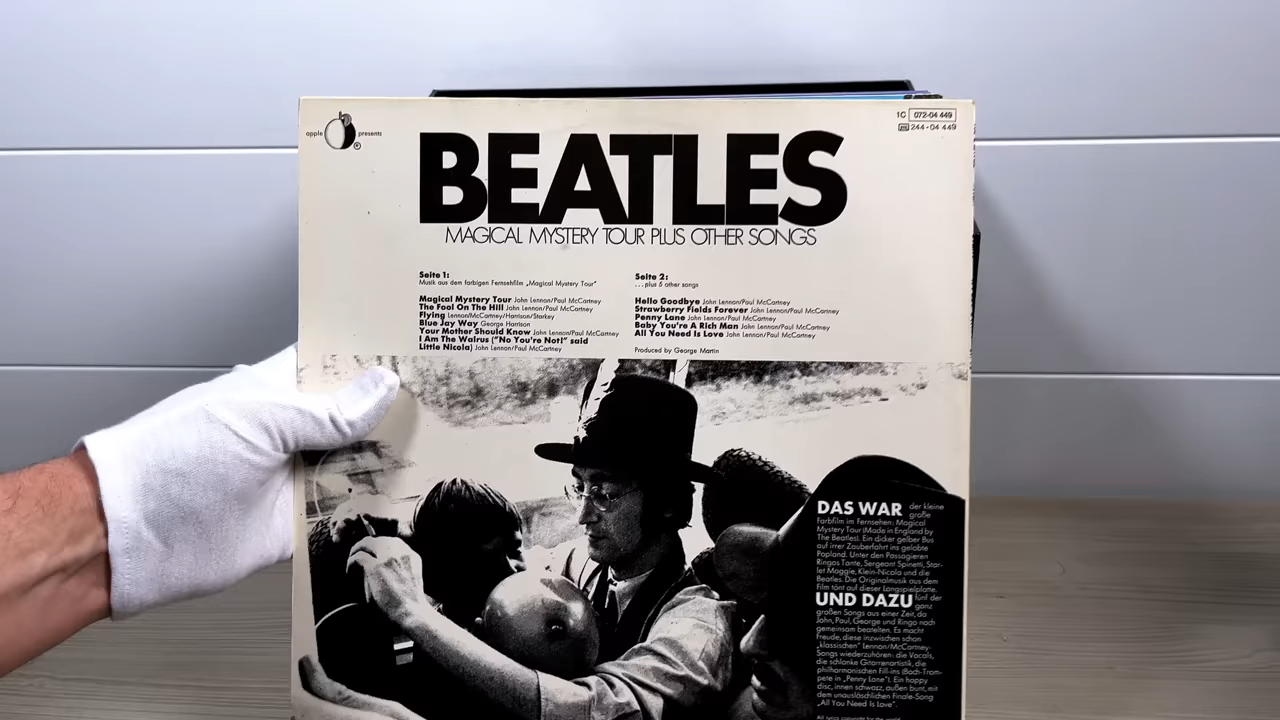 apple presents
1C 072-04 449
244-04 449
BEATLES
MAGICAL MYSTERY TOUR PLUS OTHER SONGS
Seite 1:
Musik aus dem farbigen Fernsehfilm „Magical Mystery Tour"
Magical Mystery Tour John Lennon/Paul McCartney
The Fool On The Hill John Lennon/Paul McCartney
Flying Lennon/McCartney/Harrison/Starkey
Blue Jay Way George Harrison
Your Mother Should Know John Lennon/Paul McCartney
I Am The Walrus ("No You're Not!" said
Little Nicola) John Lennon/Paul McCartney
Seite 2:
...plus 5 other songs
Hello Goodbye John Lennon/Paul McCartney
Strawberry Fields Forever John Lennon/Paul McCartney
Penny Lane John Lennon/Paul McCartney
Baby You're A Rich Man John Lennon/Paul McCartney
All You Need Is Love John Lennon/Paul McCartney
Produced by George Martin
DAS WAR der kleine
große
Farbfilm im Fernsehen: Magical
Mystery Tour (Made in England by
The Beatles). Ein dicker gelber Bus
auf irrer Zauberfahrt ins gelobte
Popland. Unter den Passagieren
Ringos Tante, Sergeant Spinetti, Star-
let Maggie, Klein-Nicola und die
Beatles. Die Originalmusik aus dem
Film tönt auf dieser Langspielplatte.
UND DAZU fünf der
ganz
großen Songs aus einer Zeit, da
John, Paul, George und Ringo noch
gemeinsam beatelten. Es macht
Freude, diese inzwischen schon
„klassischen" Lennon/McCartney-
Songs wiederzuhören: die Vocals,
die schlanke Gitarrenartistik, die
philharmonischen Fill-ins (Bach-Trom-
pete in „Penny Lane"). Ein happy
disc, innen schwarz, außen bunt, mit
dem unauslöschlichen Finale-Song
„All You Need Is Love".
All lyrics copyright for the world